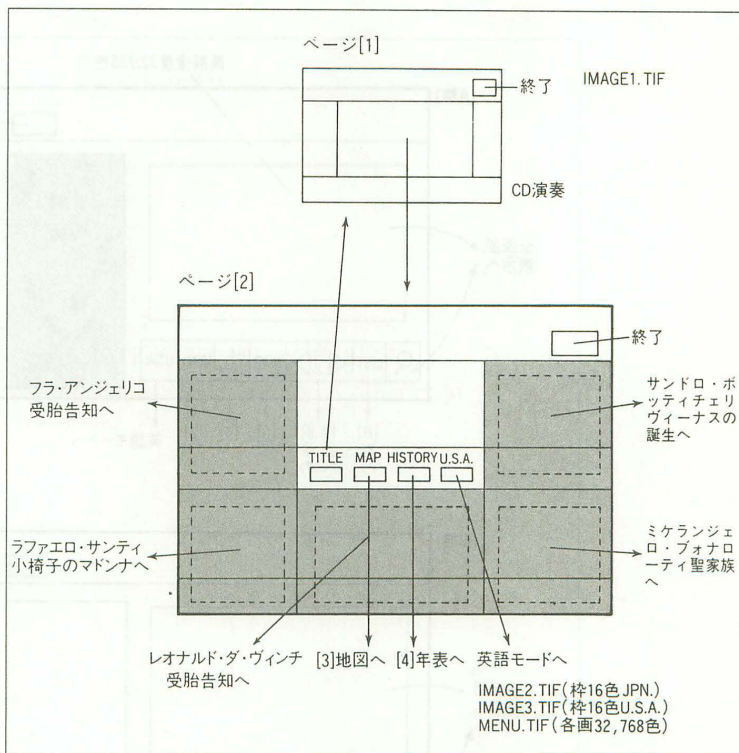 ページ[1]
終了
IMAGE1.TIF
CD演奏
ページ[2]
終了
フラ・アンジェリコ
受胎告知へ
サンドロ・ボ
ッティチェリ
ヴィーナスの
誕生へ
TITLE MAP HISTORY U.S.A.
ラファエロ・サンティ
小椅子のマドンナへ
ミケランジェ
ロ・ブォナロ
ーティ聖家族
へ
レオナルド・ダ・ヴィンチ
受胎告知へ
[3]地図へ [4]年表へ 英語モードへ
IMAGE2.TIF(枠16色JPN.)
IMAGE3.TIF(枠16色U.S.A.)
MENU.TIF(各画32,768色)